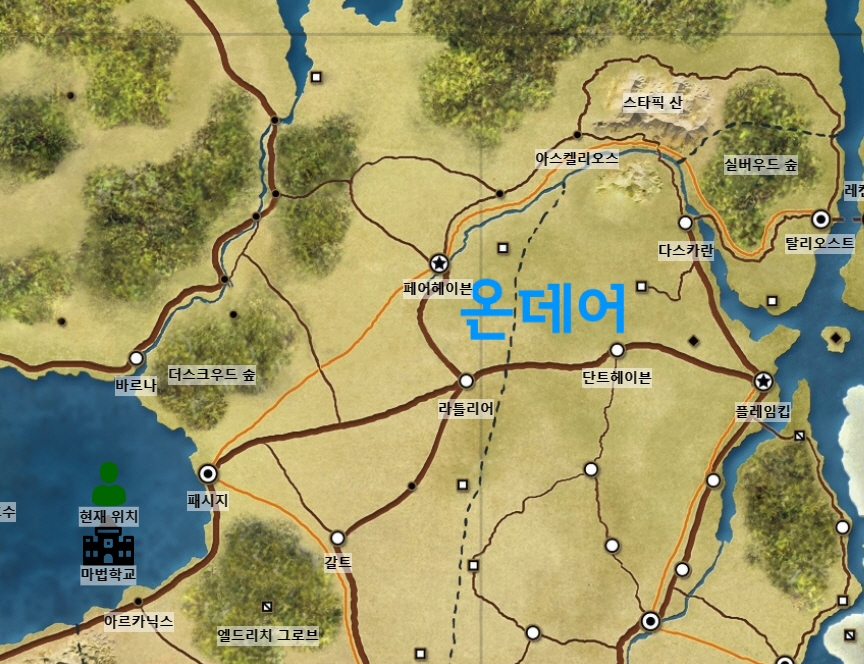 스타픽 산
아스켈리오스
실버우드 숲
다스카란
탈리오스트
페어헤이븐
온데어
바르나
더스크우드 숲
단트헤이븐
라틀리어
플레임킵
패시지
현재 위치
갈트
마법학교
아르카닉스
엘드리치 그로브